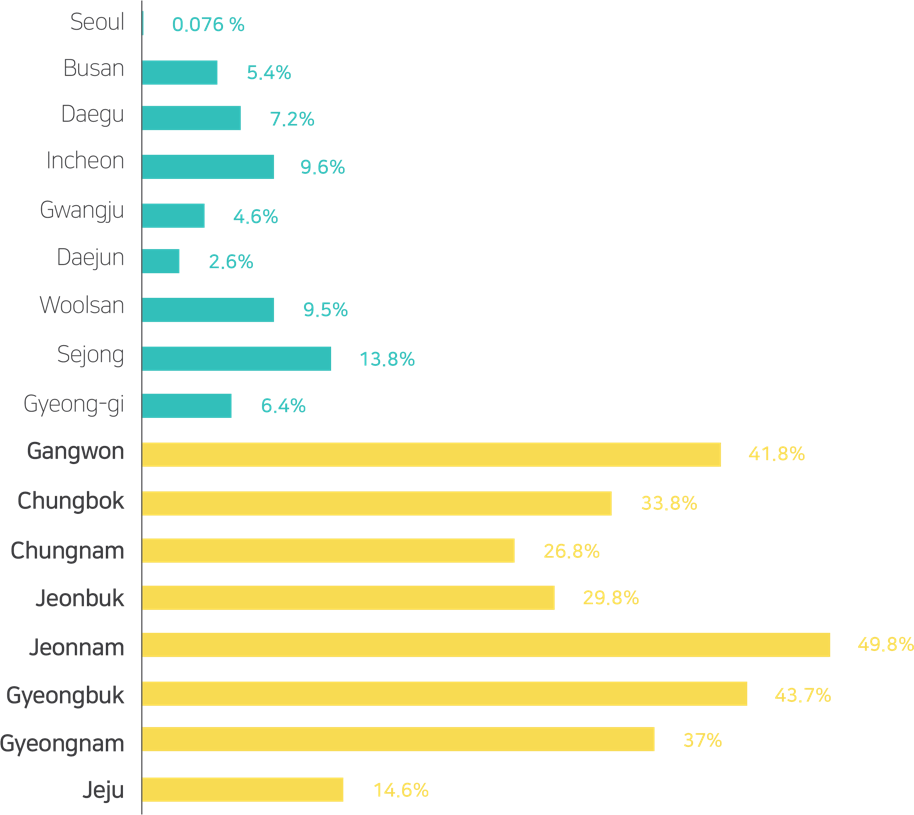 Seoul 0.076 %
Busan 5.4%
Daegu 7.2%
Incheon 9.6%
Gwangju 4.6%
Daejun 2.6%
Woolsan 9.5%
Sejong 13.8%
Gyeong-gi 6.4%
Gangwon 41.8%
Chungbok 33.8%
Chungnam 26.8%
Jeonbuk 29.8%
Jeonnam 49.8%
Gyeongbuk 43.7%
Gyeongnam 37%
Jeju 14.6%